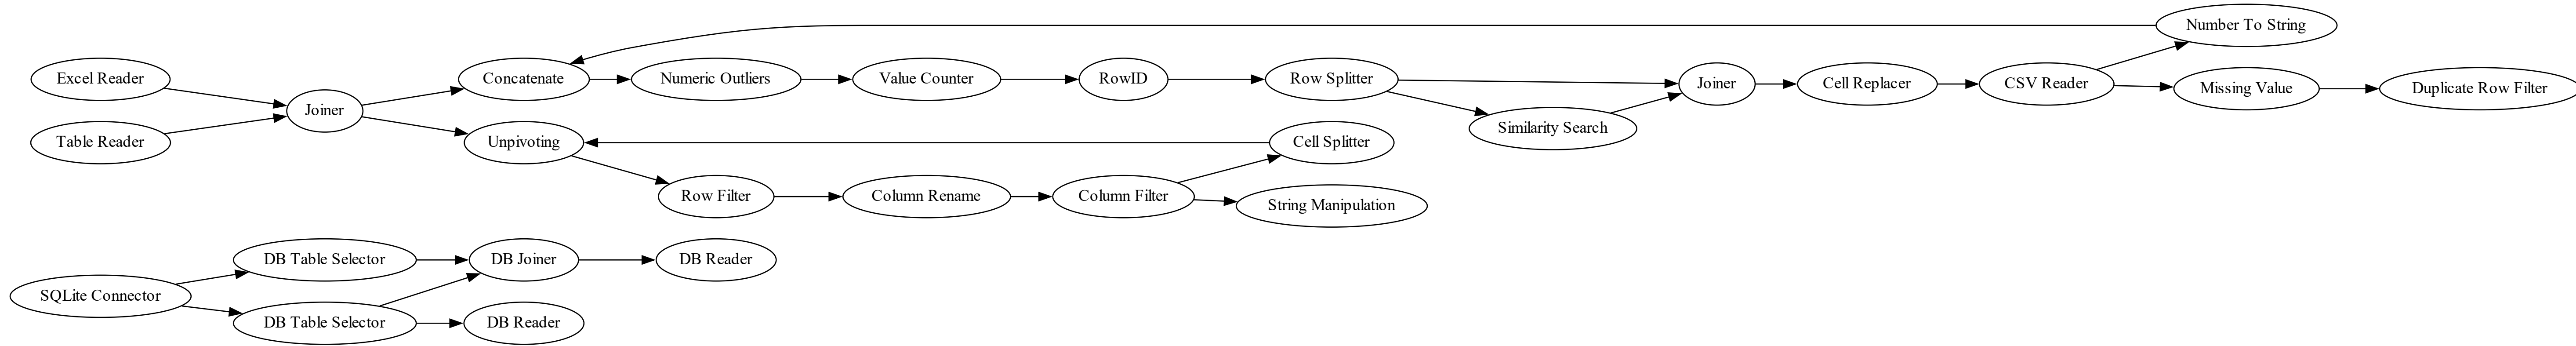 Number To String
Excel Reader
Concatenate
Numeric Outliers
Value Counter
RowID
Row Splitter
Joiner
Cell Replacer
CSV Reader
Missing Value
Duplicate Row Filter
Joiner
Table Reader
Unpivoting
Cell Splitter
Similarity Search
Row Filter
Column Rename
Column Filter
String Manipulation
DB Table Selector
DB Joiner
DB Reader
SQLite Connector
DB Table Selector
DB Reader